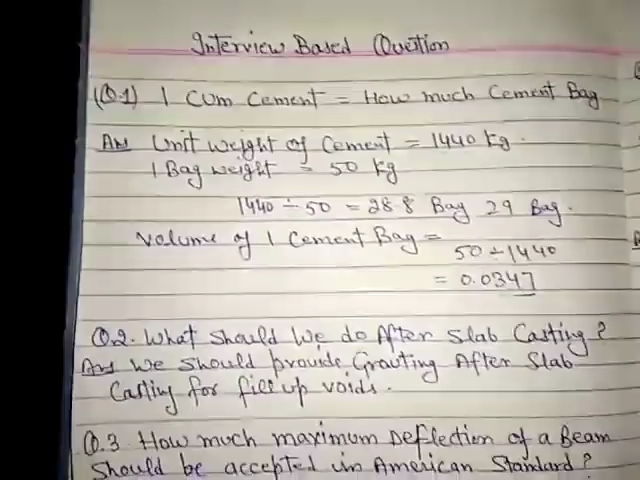 Interview Based Question
(Q.1) 1 Cum Cement = How much Cement Bag
Ans Unit weight of Cement = 1440 kg.
1 Bag weight = 50 kg
1440 ÷ 50 = 28.8 Bag 29 Bag.
Volume of 1 Cement Bag =
50 ÷ 1440
= 0.0347
Q.2. What should we do After Slab Casting?
Ans We should provide Grouting After Slab
Casting for fill up voids.
Q.3 How much maximum Deflection of a Beam
should be accepted in American Standard?